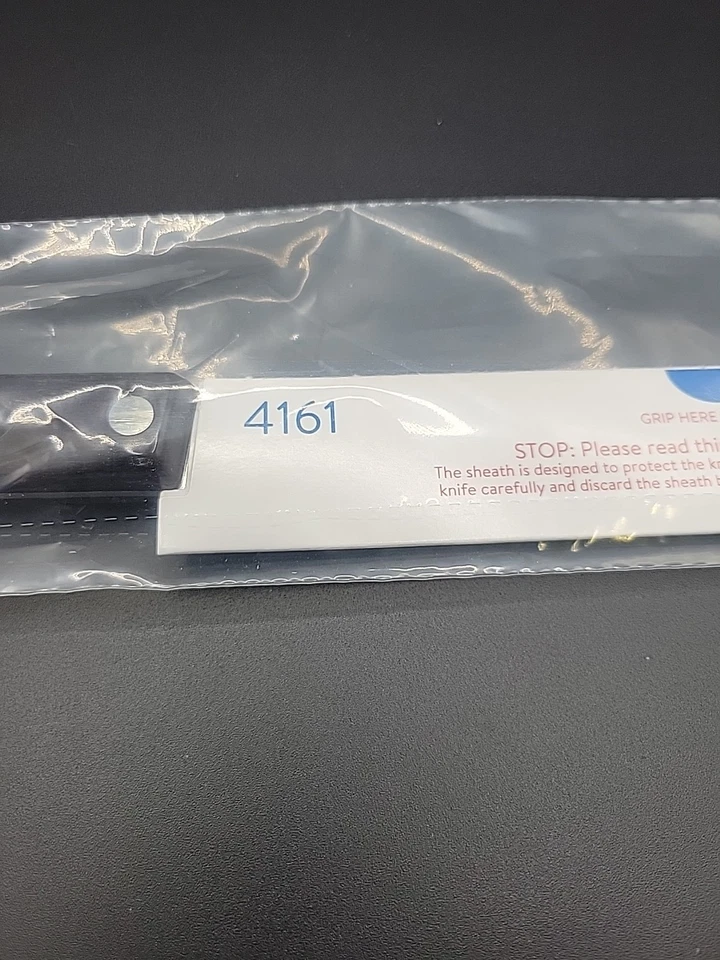 4161
GRIP HERE
STOP: Please read
The sheath is designed to protect the
knife carefully and discard the sheath